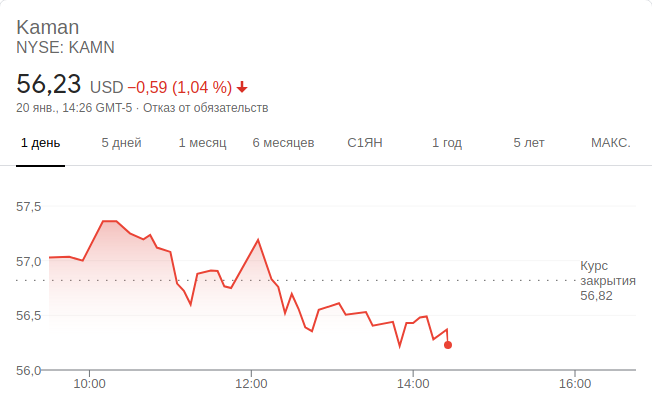 Kaman
NYSE: KAMN
56,23 USD −0,59 (1,04 %)
20 янв., 14:26 GMT-5 · Отказ от обязательств
1 день 5 дней 1 месяц 6 месяцев С1ЯН 1 год 5 лет МАКС.
57,5
57,0
Курс
закрытия
56,82
56,5
56,0
10:00 12:00 14:00 16:00